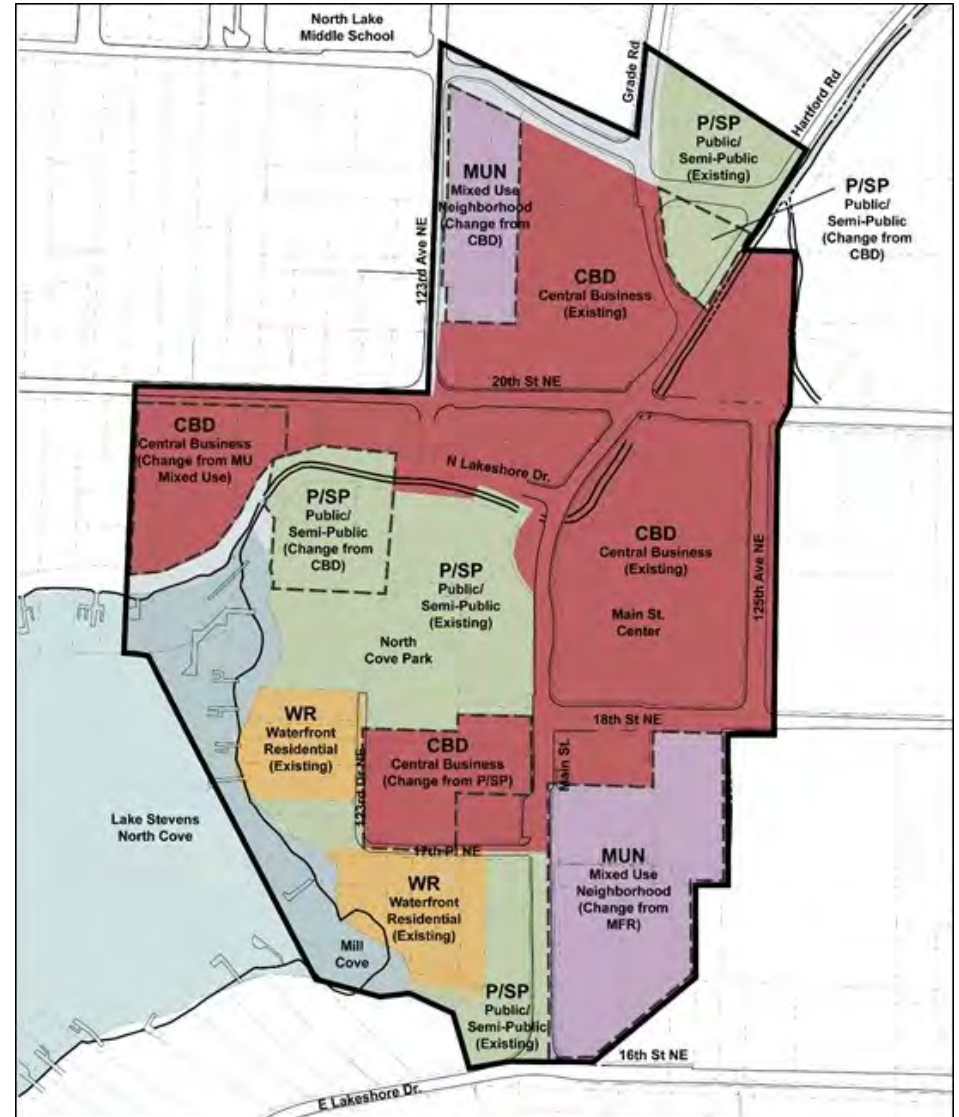 North Lake
Middle School
Grade Rd
Hartford Rd
P/SP
Public/
Semi-Public
(Existing)
P/SP
Public/
Semi-Public
(Change from
CBD)
MUN
Mixed Use
Neighborhood
(Change from
CBD)
123rd Ave NE
CBD
Central Business
(Existing)
20th St NE
CBD
Central Business
(Change from MU
Mixed Use)
N Lakeshore Dr.
P/SP
Public/
Semi-Public
(Change from
CBD)
P/SP
Public/
Semi-Public
(Existing)
CBD
Central Business
(Existing)
125th Ave NE
Main St.
Center
North
Cove Park
18th St NE
WR
Waterfront
Residential
(Existing)
123rd Dr NE
CBD
Central Business
(Change from P/SP)
Main St.
Lake Stevens
North Cove
17th Pl NE
MUN
Mixed Use
Neighborhood
(Change from
MFR)
WR
Waterfront
Residential
(Existing)
Mill
Cove
P/SP
Public/
Semi-Public
(Existing)
16th St NE
E Lakeshore Dr.